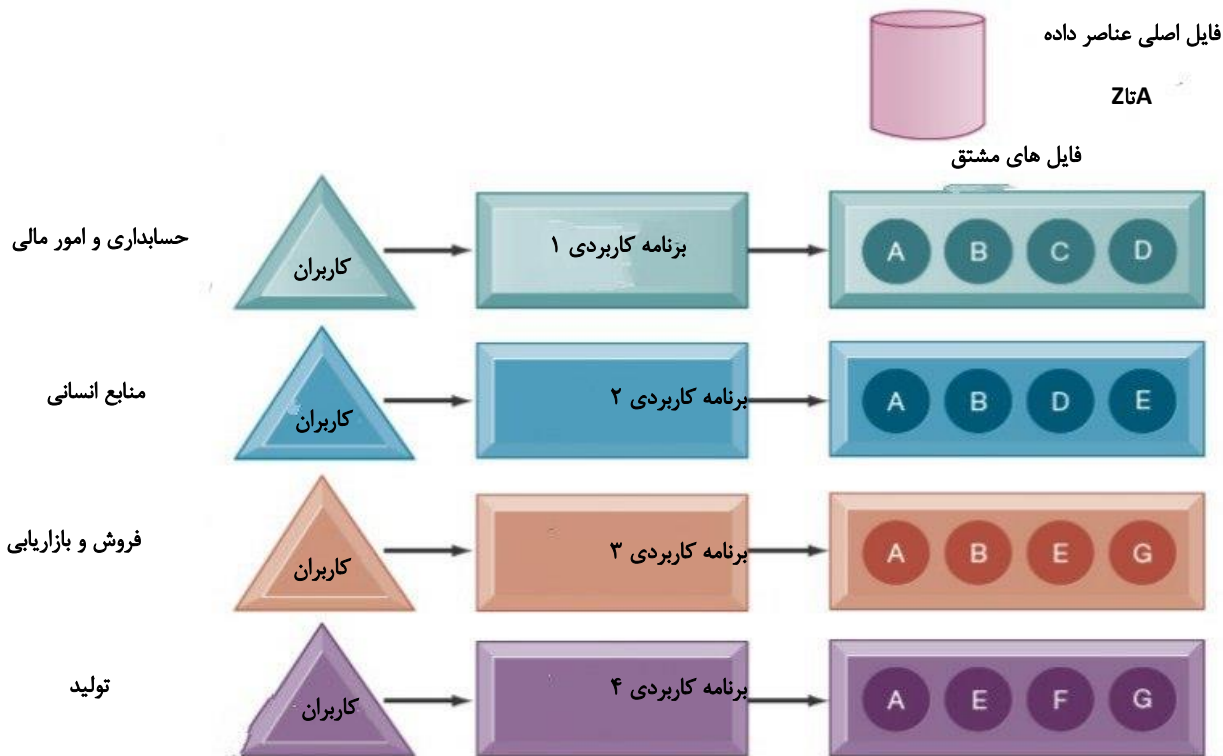 فایل اصلی عناصر داده
Aتا Z
فایل های مشتق
حسابداری و امور مالی
کاربران
برنامه کاربردی ۱
A B C D
منابع انسانی
کاربران
برنامه کاربردی ۲
A B D E
فروش و بازاریابی
کاربران
برنامه کاربردی ۳
A B E G
تولید
کاربران
برنامه کاربردی ۴
A E F G